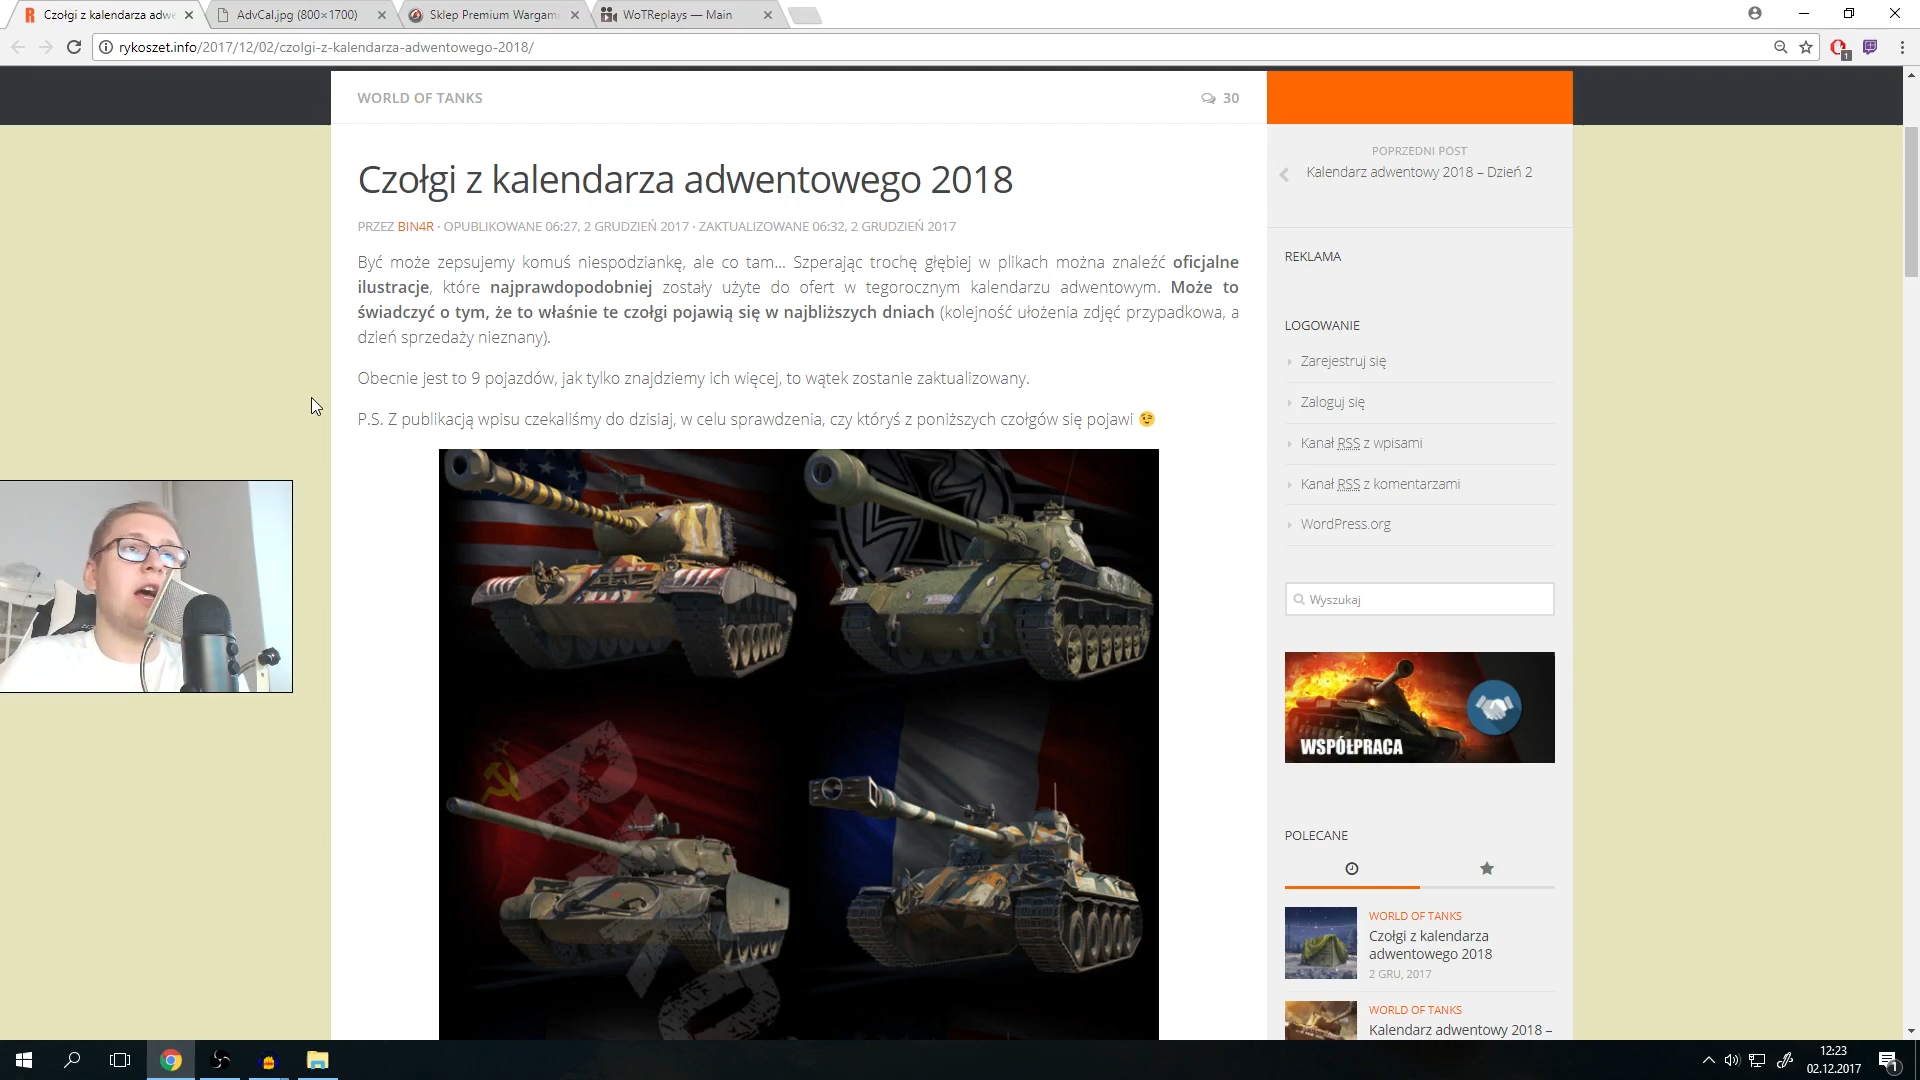 Czołgi z kalendarza adwe
AdvCal.jpg (800×1700)
Sklep Premium Wargami
WoTReplays — Main
rykoszet.info/2017/12/02/czolgi-z-kalendarza-adwentowego-2018/
1
WORLD OF TANKS
30
Czołgi z kalendarza adwentowego 2018
PRZEZ BIN4R · OPUBLIKOWANE 06:27, 2 GRUDZIEŃ 2017 · ZAKTUALIZOWANE 06:32, 2 GRUDZIEŃ 2017
Być może zepsujemy komuś niespodziankę, ale co tam... Szperając trochę głębiej w plikach można znaleźć oficjalne
ilustracje, które najprawdopodobniej zostały użyte do ofert w tegorocznym kalendarzu adwentowym. Może to
świadczyć o tym, że to właśnie te czołgi pojawią się w najbliższych dniach (kolejność ułożenia zdjęć przypadkowa, a
dzień sprzedaży nieznany).
Obecnie jest to 9 pojazdów, jak tylko znajdziemy ich więcej, to wątek zostanie zaktualizowany.
P.S. Z publikacją wpisu czekaliśmy do dzisiaj, w celu sprawdzenia, czy któryś z poniższych czołgów się pojawi 😉
POPRZEDNI POST
Kalendarz adwentowy 2018 – Dzień 2
REKLAMA
LOGOWANIE
Zarejestruj się
Zaloguj się
Kanał RSS z wpisami
Kanał RSS z komentarzami
WordPress.org
Wyszukaj
WSPÓŁPRACA
POLECANE
WORLD OF TANKS
Czołgi z kalendarza
adwentowego 2018
2 GRU, 2017
WORLD OF TANKS
Kalendarz adwentowy 2018 –
12:23
02.12.2017
1